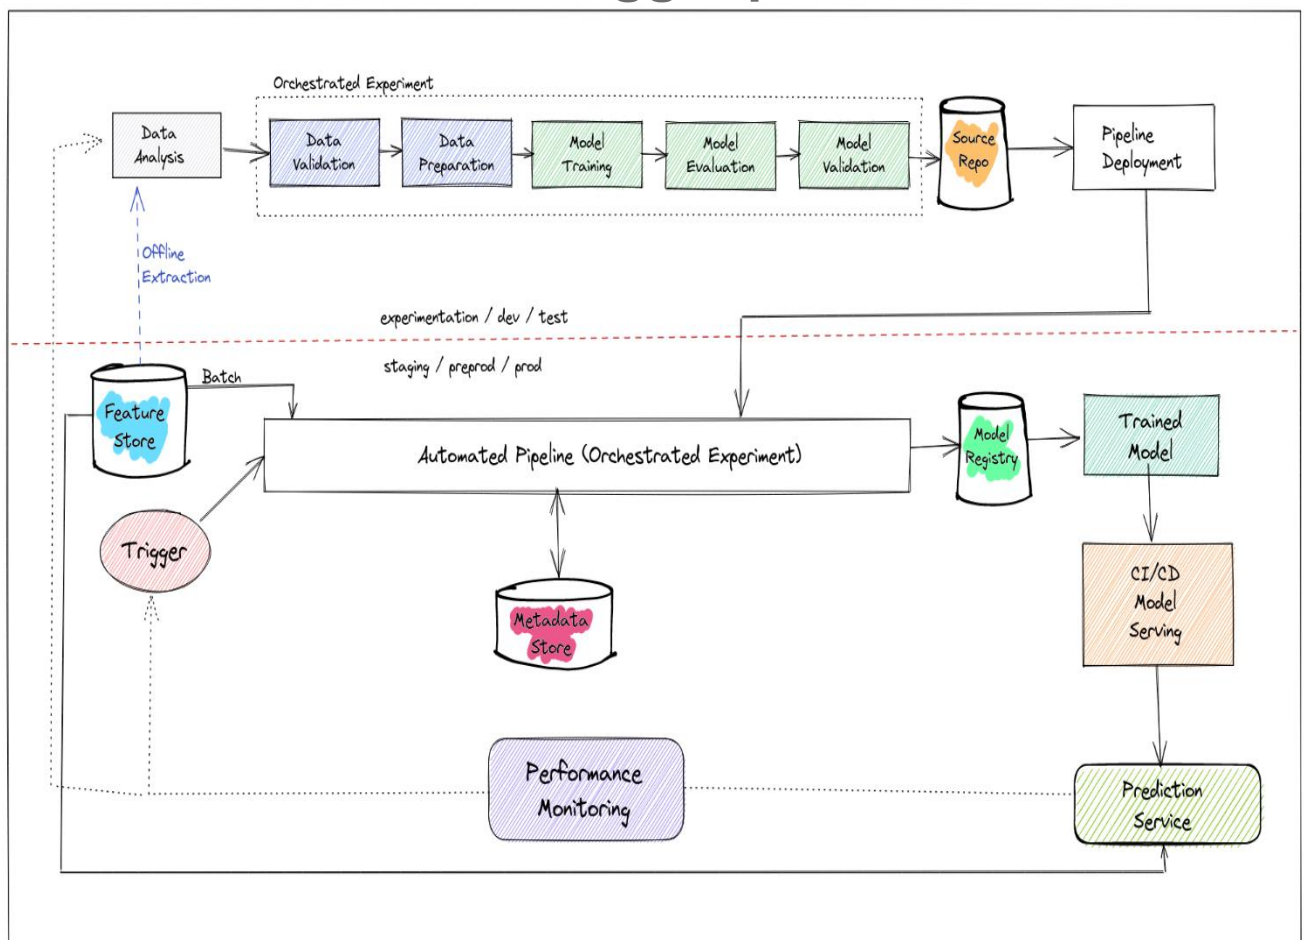 Orchestrated Experiment
Data
Analysis
Data
Validation
Data
Preparation
Model
Training
Model
Evaluation
Model
Validation
Source
Repo
Pipeline
Deployment
Offline
Extraction
experimentation / dev / test
staging / preprod / prod
Feature
Store
Batch
Automated Pipeline (Orchestrated Experiment)
Model
Registry
Trained
Model
Trigger
Metadata
Store
CI/CD
Model
Serving
Performance
Monitoring
Prediction
Service